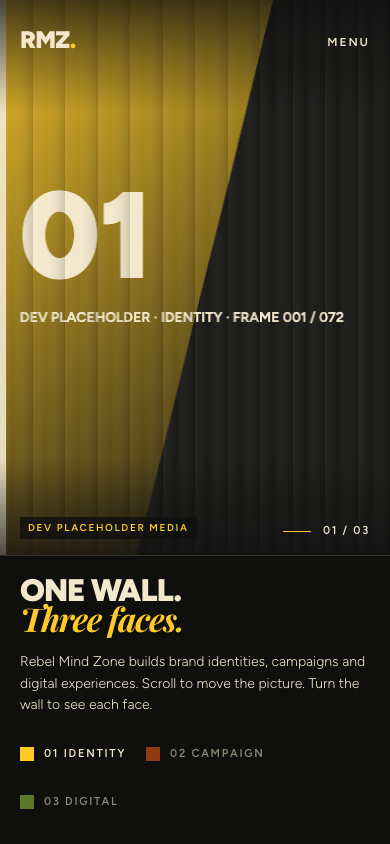 RMZ.
MENU
01
DEV PLACEHOLDER · IDENTITY · FRAME 001 / 072
DEV PLACEHOLDER MEDIA
01 / 03
ONE WALL.
Three faces.
Rebel Mind Zone builds brand identities, campaigns and
digital experiences. Scroll to move the picture. Turn the
wall to see each face.
01 IDENTITY
02 CAMPAIGN
03 DIGITAL